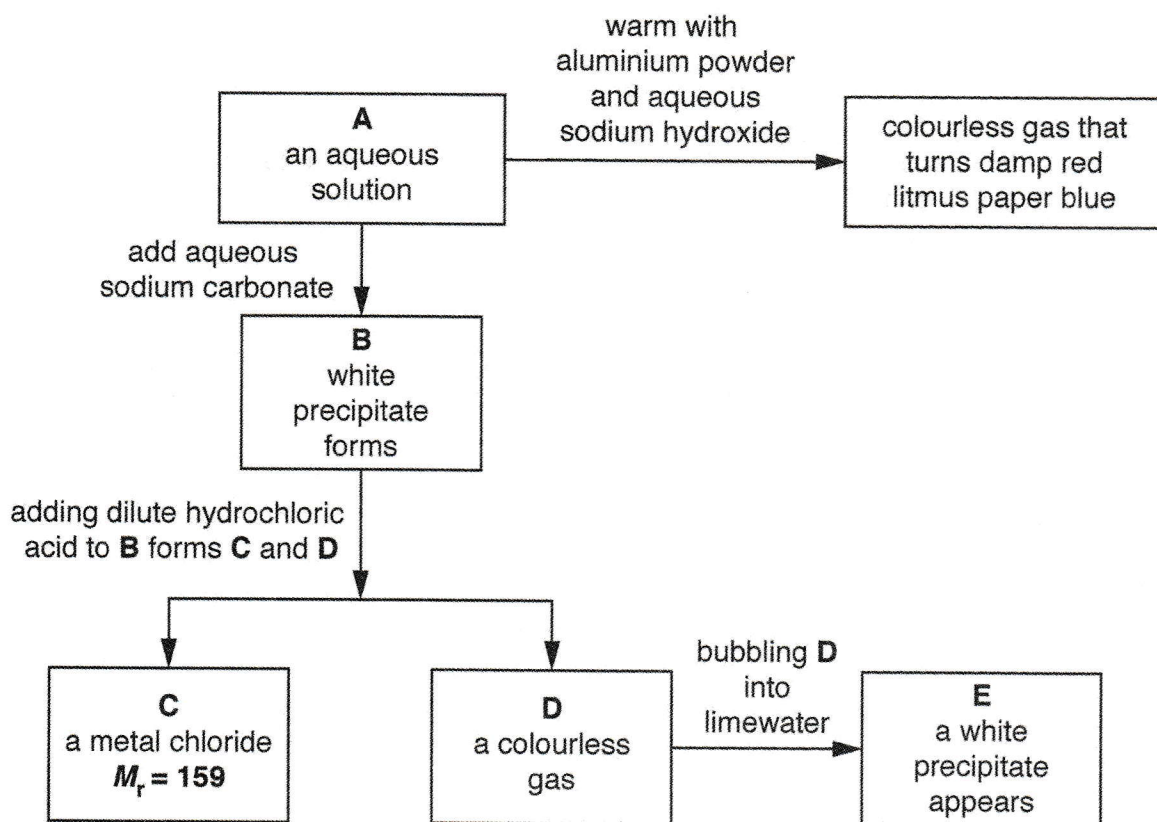 warm with
aluminium powder
and aqueous
sodium hydroxide
A
an aqueous
solution
colourless gas that
turns damp red
litmus paper blue
add aqueous
sodium carbonate
B
white
precipitate
forms
adding dilute hydrochloric
acid to B forms C and D
C
a metal chloride
Mr = 159
D
a colourless
gas
bubbling D
into
limewater
E
a white
precipitate
appears